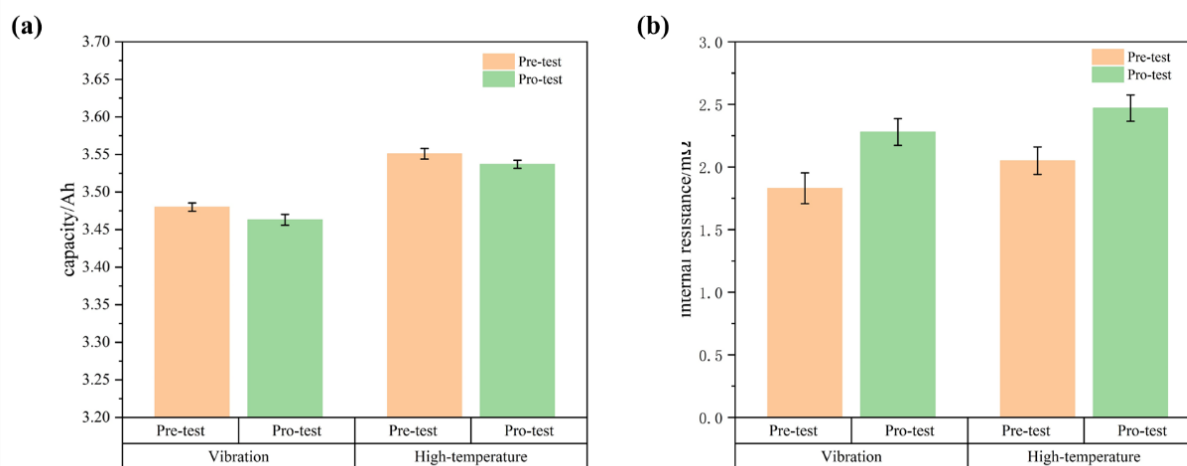 (a)
capacity/Ah
3.70
3.65
3.60
3.55
3.50
3.45
3.40
3.35
3.30
3.25
3.20
Pre-test
Pro-test
Pre-test Pro-test Pre-test Pro-test
Vibration High-temperature
(b)
internal resistance/mΩ
3.0
2.5
2.0
1.5
1.0
0.5
0.0
Pre-test
Pro-test
Pre-test Pro-test Pre-test Pro-test
Vibration High-temperature